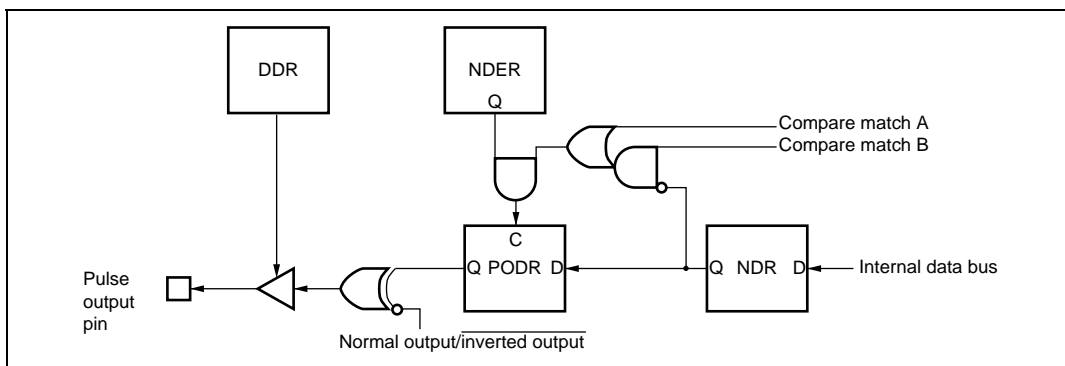 DDR
NDER
Q
Compare match A
Compare match B
C
Q PODR D
Q NDR D
Internal data bus
Pulse
output
pin
Normal output/inverted output